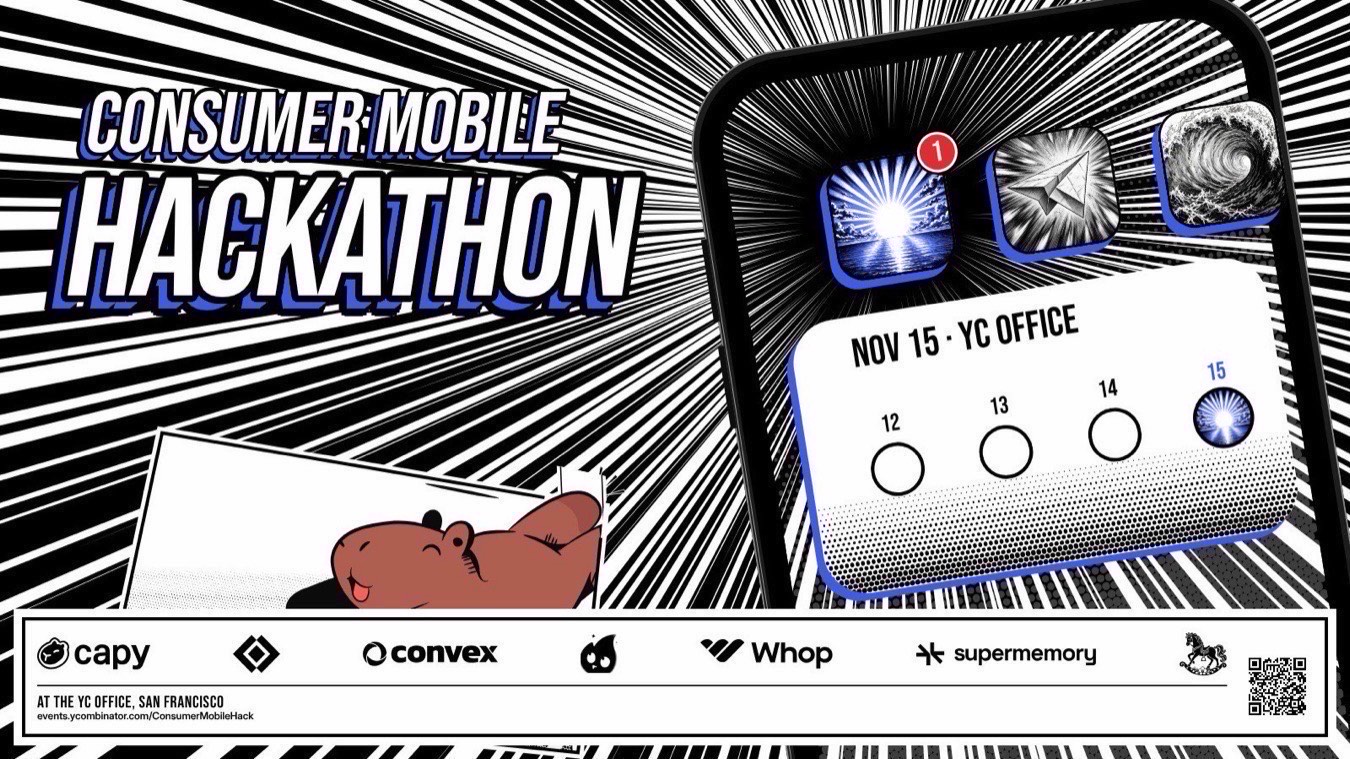 CONSUMER MOBILE
HACKATHON
1
NOV 15 · YC OFFICE
12 13 14 15
capy convex Whop supermemory
AT THE YC OFFICE, SAN FRANCISCO
events.ycombinator.com/ConsumerMobileHack